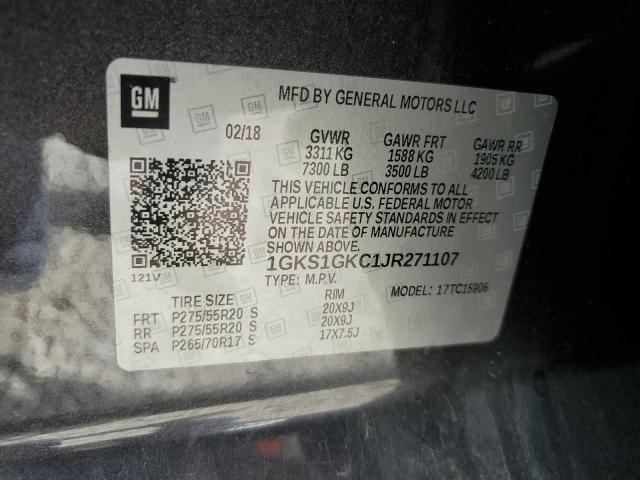 GM
MFD BY GENERAL MOTORS LLC
02/18 GVWR GAWR FRT GAWR RR
3311 KG 1588 KG 1905 KG
7300 LB 3500 LB 4200 LB
THIS VEHICLE CONFORMS TO ALL
APPLICABLE U.S. FEDERAL MOTOR
VEHICLE SAFETY STANDARDS IN EFFECT
ON THE DATE OF MANUFACTURE
SHOWN ABOVE.
1GKS1GKC1JR271107
121V
TYPE: M.P.V. MODEL: 17TC15906
TIRE SIZE RIM
FRT P275/55R20 S 20X9J
RR P275/55R20 S 20X9J
SPA P265/70R17 S 17X7.5J